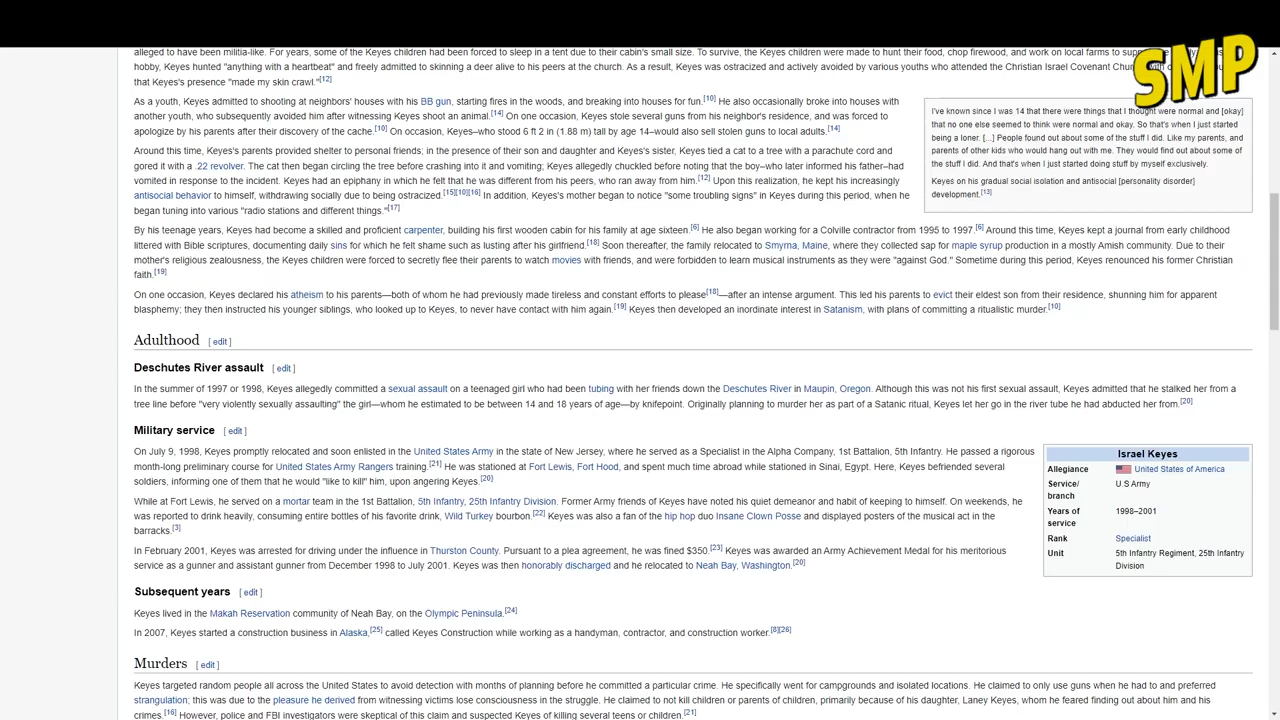 alleged to have been militia-like. For years, some of the Keyes children had been forced to sleep in a tent due to their cabin's small size. To survive, the Keyes children were made to
hunt their food, chop firewood, and work on local farms to
hobby, Keyes hunted "anything with a heartbeat" and freely admitted to skinning a deer alive to his peers at the church. As a result, Keyes was ostracized and actively avoided by various youths who attended the Christian Israel Covenant
that Keyes's presence "made my skin crawl."[12]
SMP
As a youth, Keyes admitted to shooting at neighbors' houses with his BB gun, starting fires in the woods, and breaking into houses for fun.[10] He also occasionally broke into houses with
another youth, who subsequently avoided him after witnessing Keyes shoot an animal.[14] On one occasion, Keyes stole several guns from his neighbor's residence, and was forced to
apologize by his parents after their discovery of the cache.[10] On occasion, Keyes–who stood 6 ft 2 in (1.88 m) tall by age 14–would also sell stolen guns to local adults.[14]
Around this time, Keyes's parents provided shelter to personal friends; in the presence of their son and daughter and Keyes's sister, Keyes tied a cat to a tree with a parachute cord and
gored it with a .22 revolver. The cat then began circling the tree before crashing into it and vomiting; Keyes allegedly chuckled before noting that the boy–who later informed his father–had
vomited in response to the incident. Keyes had an epiphany in which he felt that he was different from his peers, who ran away from him.[12] Upon this realization, he kept his increasingly
antisocial behavior to himself, withdrawing socially due to being ostracized.[15][10][16] In addition, Keyes's mother began to notice "some troubling signs" in Keyes during this period, when he
began tuning into various "radio stations and different things."[17]
I've known since I was 14 that there were things that I thought were normal and [okay]
that no one else seemed to think were normal and okay. So that's when I just started
being a loner. [...] People found out about some of the stuff I did. Like my parents, and
parents of other kids who would hang out with me. They would find out about some of
the stuff I did. And that's when I just started doing stuff by myself exclusively.
Keyes on his gradual social isolation and antisocial [personality disorder]
development.[13]
By his teenage years, Keyes had become a skilled and proficient carpenter, building his first wooden cabin for his family at age sixteen.[6] He also began working for a Colville contractor from 1995 to 1997.[6] Around this time, Keyes kept a journal from early childhood
littered with Bible scriptures, documenting daily sins for which he felt shame such as lusting after his girlfriend.[18] Soon thereafter, the family relocated to Smyrna, Maine, where they collected sap for maple syrup production in a mostly Amish community. Due to their
mother's religious zealousness, the Keyes children were forced to secretly flee their parents to watch movies with friends, and were forbidden to learn musical instruments as they were "against God." Sometime during this period, Keyes renounced his former Christian
faith.[19]
On one occasion, Keyes declared his atheism to his parents—both of whom he had previously made tireless and constant efforts to please[18]—after an intense argument. This led his parents to evict their eldest son from their residence, shunning him for apparent
blasphemy; they then instructed his younger siblings, who looked up to Keyes, to never have contact with him again.[19] Keyes then developed an inordinate interest in Satanism, with plans of committing a ritualistic murder.[10]
Adulthood [ edit ]
Deschutes River assault [ edit ]
In the summer of 1997 or 1998, Keyes allegedly committed a sexual assault on a teenaged girl who had been tubing with her friends down the Deschutes River in Maupin, Oregon. Although this was not his first sexual assault, Keyes admitted that he stalked her from a
tree line before "very violently sexually assaulting" the girl—whom he estimated to be between 14 and 18 years of age—by knifepoint. Originally planning to murder her as part of a Satanic ritual, Keyes let her go in the river tube he had abducted her from.[20]
Military service [ edit ]
On July 9, 1998, Keyes promptly relocated and soon enlisted in the United States Army in the state of New Jersey, where he served as a Specialist in the Alpha Company, 1st Battalion, 5th Infantry. He passed a rigorous
month-long preliminary course for United States Army Rangers training.[21] He was stationed at Fort Lewis, Fort Hood, and spent much time abroad while stationed in Sinai, Egypt. Here, Keyes befriended several
soldiers, informing one of them that he would "like to kill" him, upon angering Keyes.[20]
While at Fort Lewis, he served on a mortar team in the 1st Battalion, 5th Infantry, 25th Infantry Division. Former Army friends of Keyes have noted his quiet demeanor and habit of keeping to himself. On weekends, he
was reported to drink heavily, consuming entire bottles of his favorite drink, Wild Turkey bourbon.[22] Keyes was also a fan of the hip hop duo Insane Clown Posse and displayed posters of the musical act in the
barracks.[3]
In February 2001, Keyes was arrested for driving under the influence in Thurston County. Pursuant to a plea agreement, he was fined $350.[23] Keyes was awarded an Army Achievement Medal for his meritorious
service as a gunner and assistant gunner from December 1998 to July 2001. Keyes was then honorably discharged and he relocated to Neah Bay, Washington.[20]
Israel Keyes
Allegiance United States of America
Service/ branch U.S Army
Years of service 1998–2001
Rank Specialist
Unit 5th Infantry Regiment, 25th Infantry
Division
Subsequent years [ edit ]
Keyes lived in the Makah Reservation community of Neah Bay, on the Olympic Peninsula.[24]
In 2007, Keyes started a construction business in Alaska,[25] called Keyes Construction while working as a handyman, contractor, and construction worker.[8][26]
Murders [ edit ]
Keyes targeted random people all across the United States to avoid detection with months of planning before he committed a particular crime. He specifically went for campgrounds and isolated locations. He claimed to only use guns when he had to and preferred
strangulation; this was due to the pleasure he derived from witnessing victims lose consciousness in the struggle. He claimed to not kill children or parents of children, primarily because of his daughter, Laney Keyes, whom he feared finding out about him and his
crimes.[16] However, police and FBI investigators were skeptical of this claim and suspected Keyes of killing several teens or children.[21]